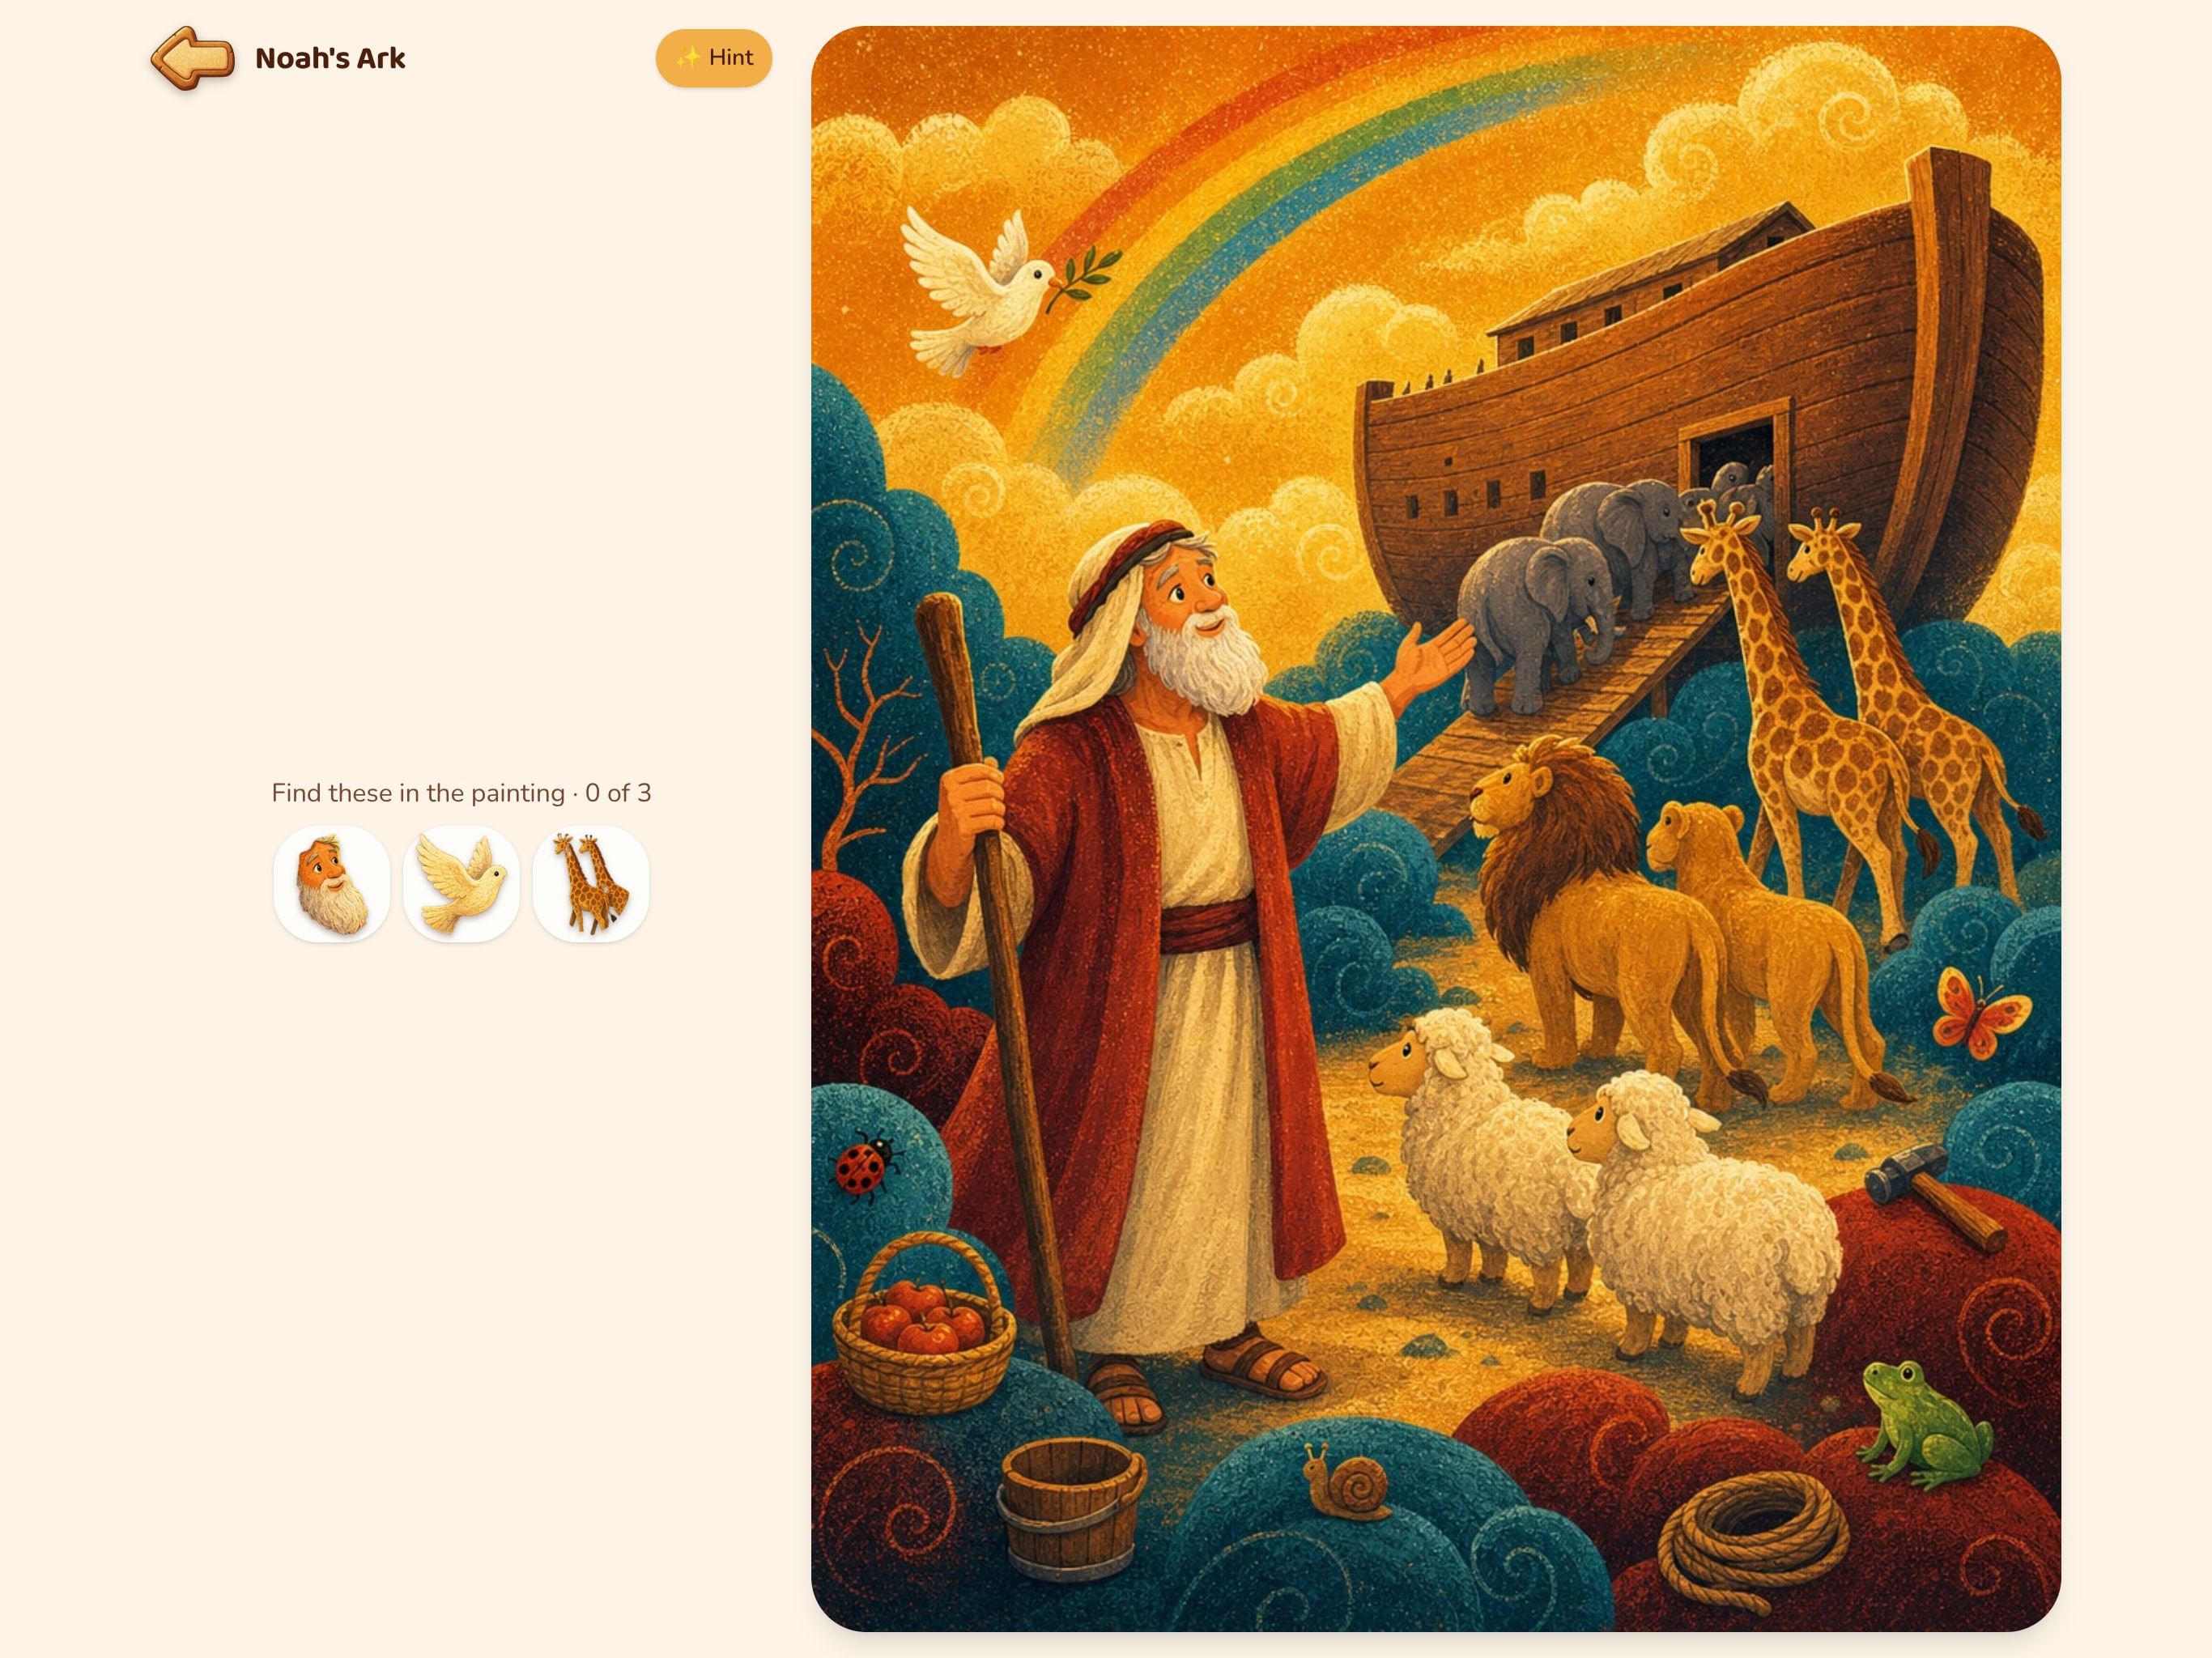 Noah's Ark
✨ Hint
Find these in the painting · 0 of 3